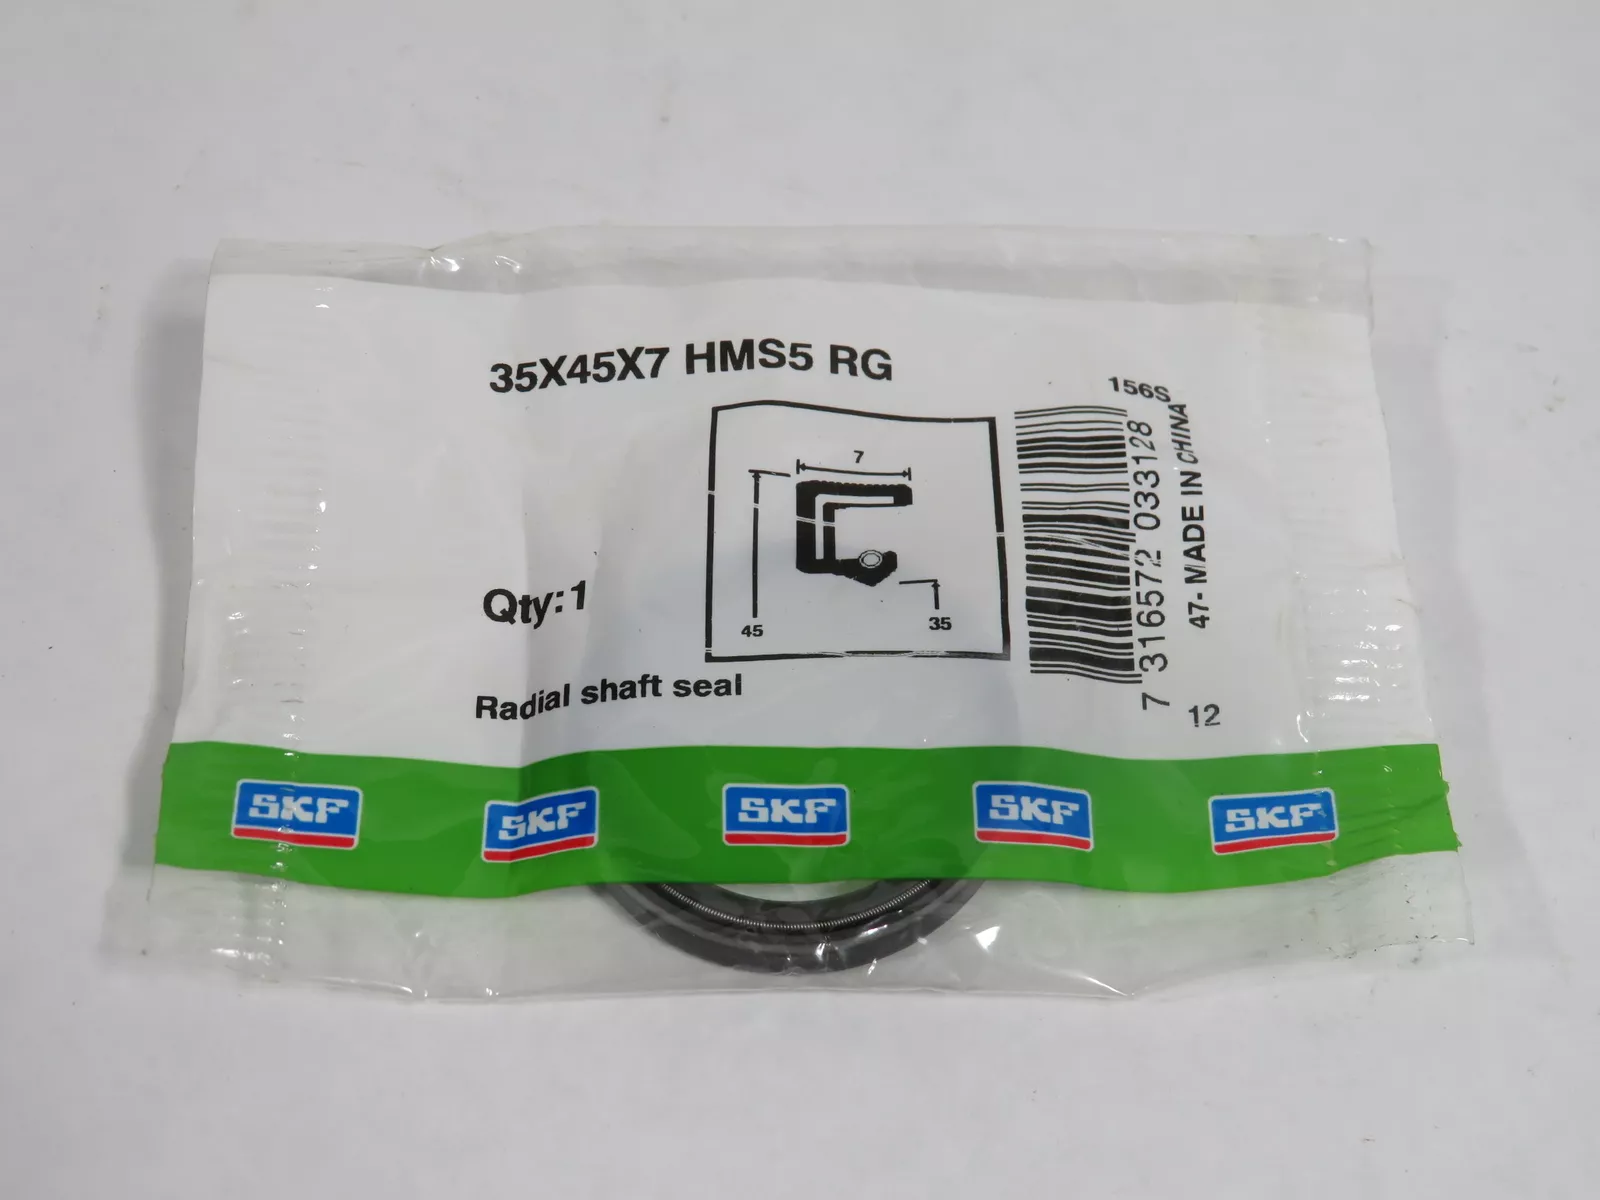 35X45X7 HMS5 RG
156S
7
45
35
7 316572 033128
47- MADE IN CHINA
Qty:1
Radial shaft seal
12
SKF SKF SKF SKF SKF